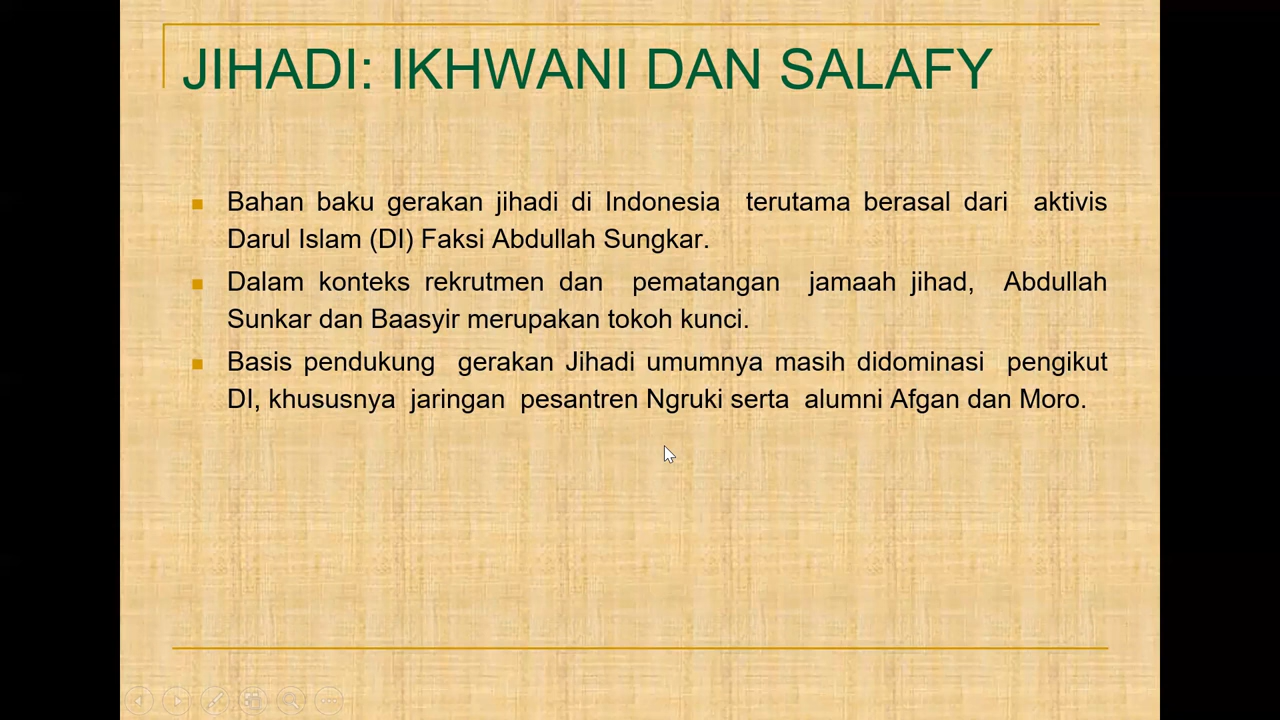 JIHADI: IKHWANI DAN SALAFY
Bahan baku gerakan jihadi di Indonesia terutama berasal dari aktivis
Darul Islam (DI) Faksi Abdullah Sungkar.
Dalam konteks rekrutmen dan pematangan jamaah jihad, Abdullah
Sunkar dan Baasyir merupakan tokoh kunci.
Basis pendukung gerakan Jihadi umumnya masih didominasi pengikut
DI, khususnya jaringan pesantren Ngruki serta alumni Afgan dan Moro.